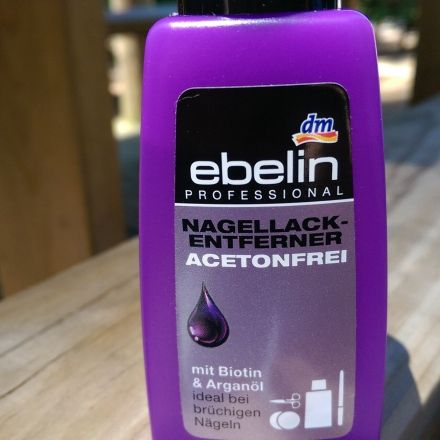 dm
ebelin
PROFESSIONAL
NAGELLACK-
ENTFERNER
ACETONFREI
mit Biotin
& Arganöl
ideal bei
brüchigen
Nägeln